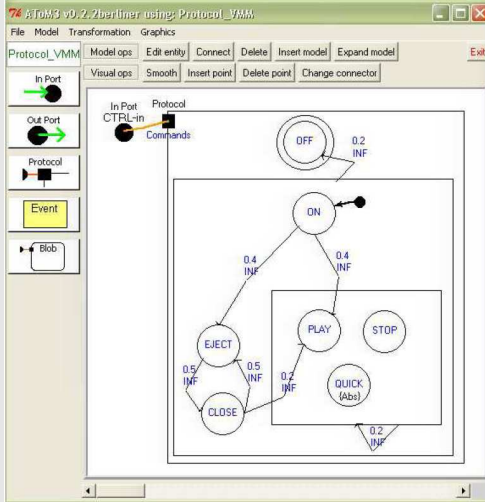 AToM3 v0.2.2berliner using: Protocol_VMM
File Model Transformation Graphics
Protocol_VMM Model ops Edit entity Connect Delete Insert model Expand model Exit
Visual ops Smooth Insert point Delete point Change connector
In Port
Out Port
Protocol
Event
Blob
In Port
CTRL-in
Protocol
Commands
OFF
0.2
INF
ON
0.4
INF
0.4
INF
EJECT
PLAY
STOP
0.5
INF
0.5
INF
0.2
INF
QUICK
(Abs)
CLOSE
0.2
INF